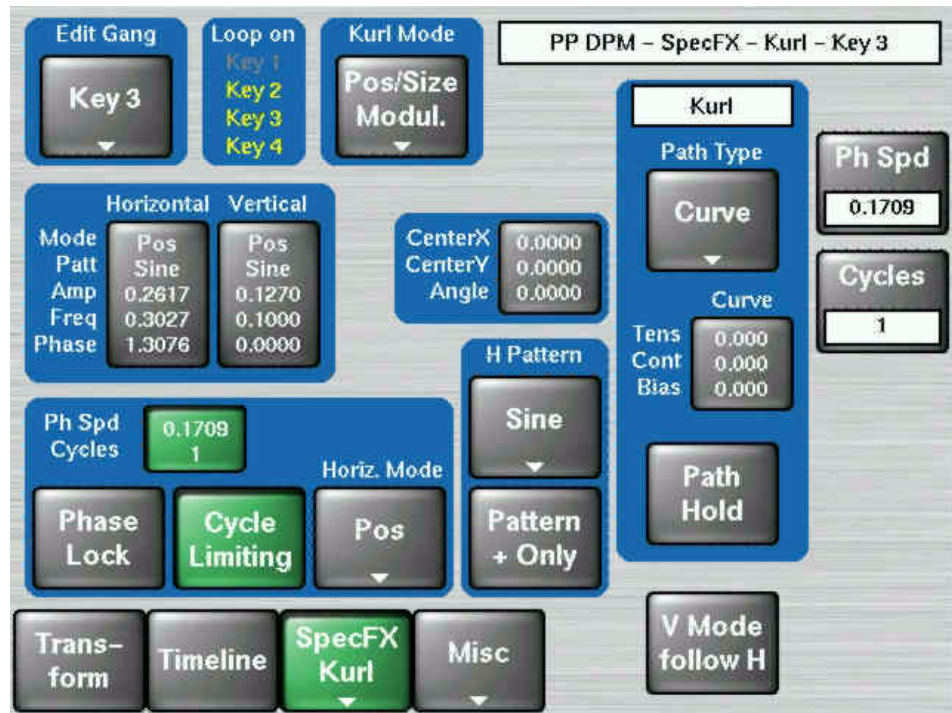 Edit Gang
Key 3
Loop on
Key 1
Key 2
Key 3
Key 4
Kurl Mode
Pos/Size
Modul.
PP DPM – SpecFX – Kurl – Key 3
Kurl
Path Type
Curve
Ph Spd
0.1709
Cycles
1
Horizontal Vertical
Mode Pos Pos
Patt Sine Sine
Amp 0.2617 0.1270
Freq 0.3027 0.1000
Phase 1.3076 0.0000
CenterX 0.0000
CenterY 0.0000
Angle 0.0000
Curve
Tens 0.000
Cont 0.000
Bias 0.000
H Pattern
Sine
Pattern
+ Only
Path
Hold
Ph Spd 0.1709
Cycles 1
Horiz. Mode
Phase
Lock
Cycle
Limiting
Pos
Trans–
form
Timeline
SpecFX
Kurl
Misc
V Mode
follow H